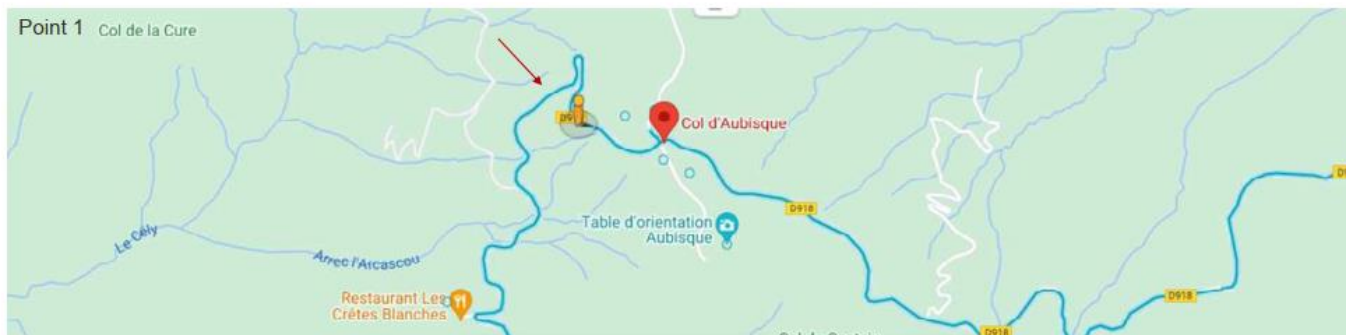 Point 1
Col de la Cure
Col d'Aubisque
D918
Table d'orientation
Aubisque
Le Cély
Arrec l'Arcascou
Restaurant Les
Crêtes Blanches
D918
D918